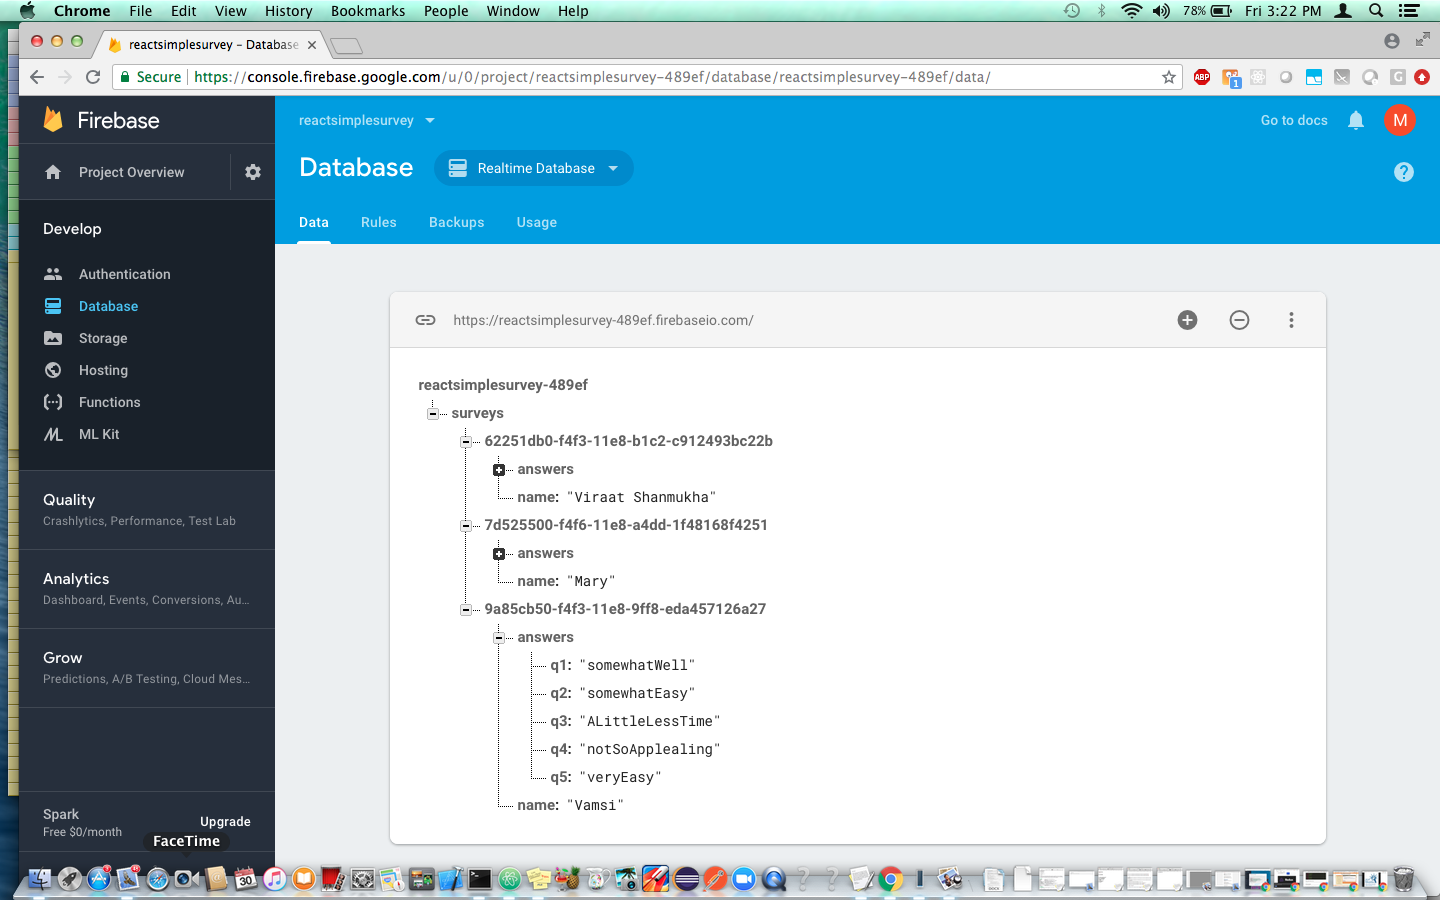 Chrome File Edit View History Bookmarks People Window Help 78% Fri 3:22 PM
reactsimplesurvey – Database
Secure https://console.firebase.google.com/u/0/project/reactsimplesurvey-489ef/database/reactsimplesurvey-489ef/data/ ABP 1 G
Firebase
reactsimplesurvey
Go to docs
M
Project Overview
Database
Realtime Database
?
Data Rules Backups Usage
Develop
Authentication
Database
Storage
Hosting
Functions
ML Kit
Quality
Crashlytics, Performance, Test Lab
Analytics
Dashboard, Events, Conversions, Au...
Grow
Predictions, A/B Testing, Cloud Mes...
Spark
Free $0/month
Upgrade
https://reactsimplesurvey-489ef.firebaseio.com/
reactsimplesurvey-489ef
surveys
62251db0-f4f3-11e8-b1c2-c912493bc22b
answers
name: "Viraat Shanmukha"
7d525500-f4f6-11e8-a4dd-1f48168f4251
answers
name: "Mary"
9a85cb50-f4f3-11e8-9ff8-eda457126a27
answers
q1: "somewhatWell"
q2: "somewhatEasy"
q3: "ALittleLessTime"
q4: "notSoApplealing"
q5: "veryEasy"
name: "Vamsi"
FaceTime
30